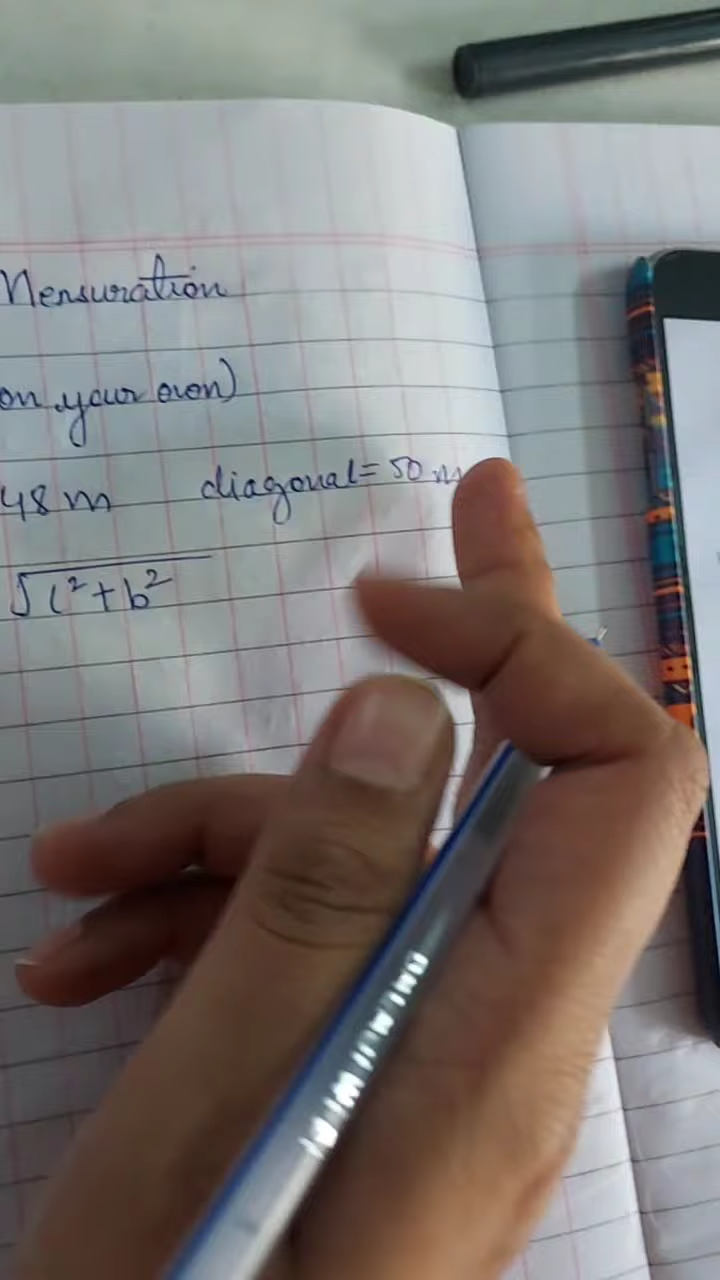 Mensuration
on your own)
48 m diagonal = 50 m
√l²+b²